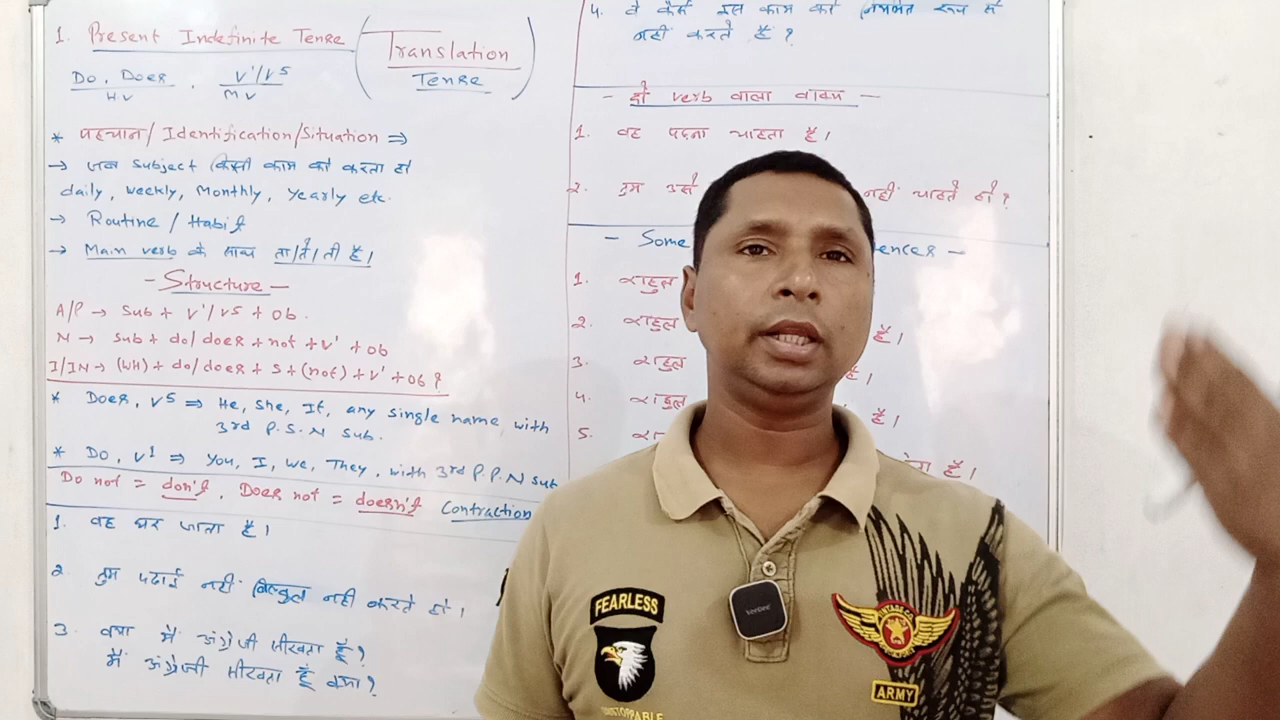 1. Present Indefinite Tense
(Translation
Tense)
Do, Does
HV
V¹/V⁵
MV
* पहचान/ Identification/Situation ⇒
→ जब Subject किसी काम को करता हो
daily, weekly, Monthly, Yearly etc.
→ Routine / Habit
→ Main verb के साथ ता/ते/ती है।
- Structure -
A/P → Sub + V¹/V⁵ + Ob.
N → Sub + do/does + not + V¹ + Ob
I/IN → (WH) + do/does + S + (not) + V¹ + Ob ?
* Does, V⁵ ⇒ He, She, It, any single name with
3rd P.S.N Sub.
* Do, V¹ ⇒ You, I, We, They, with 3rd P.P.N Sub
Do not = don't, Does not = doesn't Contraction
1. वह घर जाता है।
2 तुम पढाई नहीं बिल्कुल नही करते हो।
3. क्या मैं अंग्रेजी सीखता हूँ?
मैं अंग्रेजी सीखता हूँ क्या?
4. वे कैसे इस काम को नियमित रूप से
नहीं करते हैं ?
- दो verb वाला वाक्य -
1. वह पढ़ना चाहता है।
2. तुम उसे नहीं चाहते हो?
- Some
1. राहुल
2. राहुल है।
3. राहुल है।
4. राहुल है।
5. है।
FEARLESS
UNSTOPPABLE
ARMY